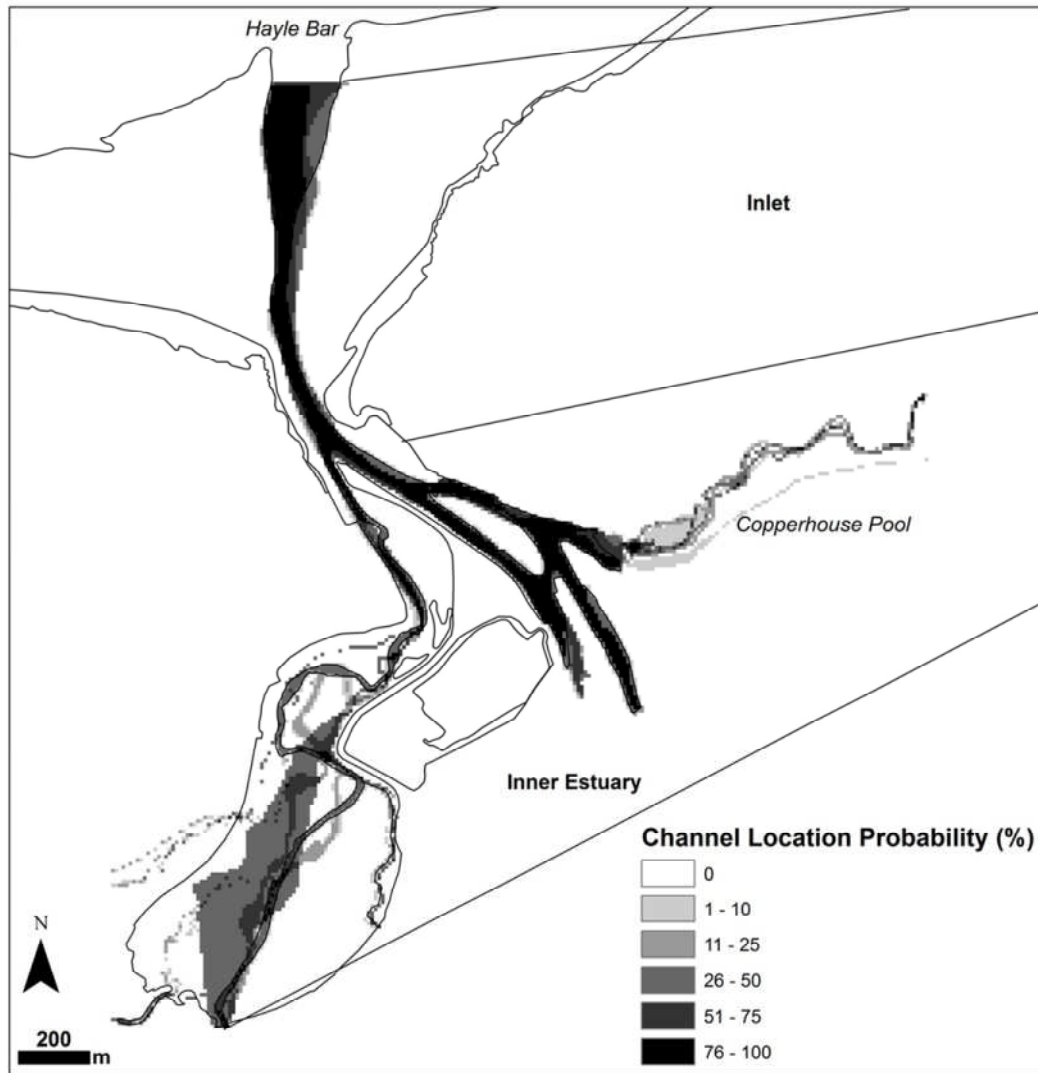 Hayle Bar
Inlet
Copperhouse Pool
Inner Estuary
Channel Location Probability (%)
0
1 - 10
11 - 25
26 - 50
51 - 75
76 - 100
N
200
m